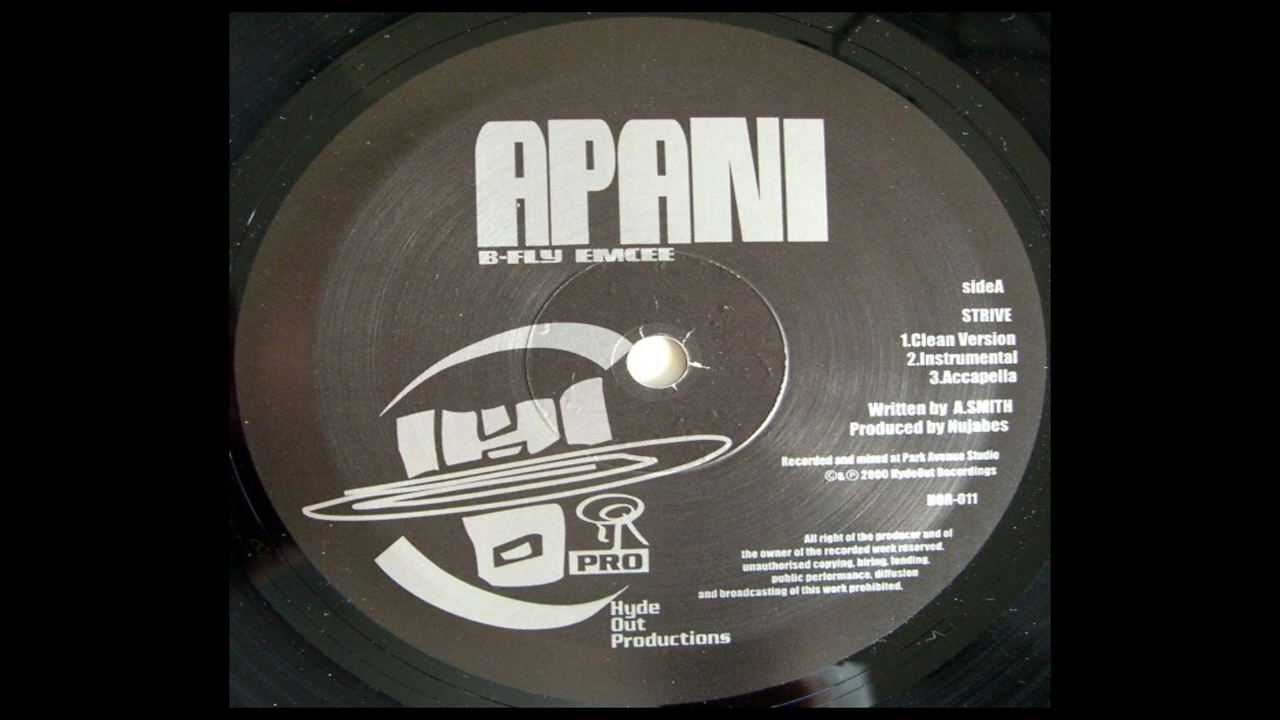 APANI
B-FLY EMCEE
sideA
STRIVE
1.Clean Version
2.Instrumental
3.Accapella
Written by A.SMITH
Produced by Nujabes
Recorded and mixed at Park Avenue Studio
©&℗ 2000 HydeOut Recordings
HOR-011
All right of the producer and of
the owner of the recorded work reserved.
unauthorised copying, hiring, lending,
public performance, diffusion
and broadcasting of this work prohibited.
PRO
Hyde
Out
Productions